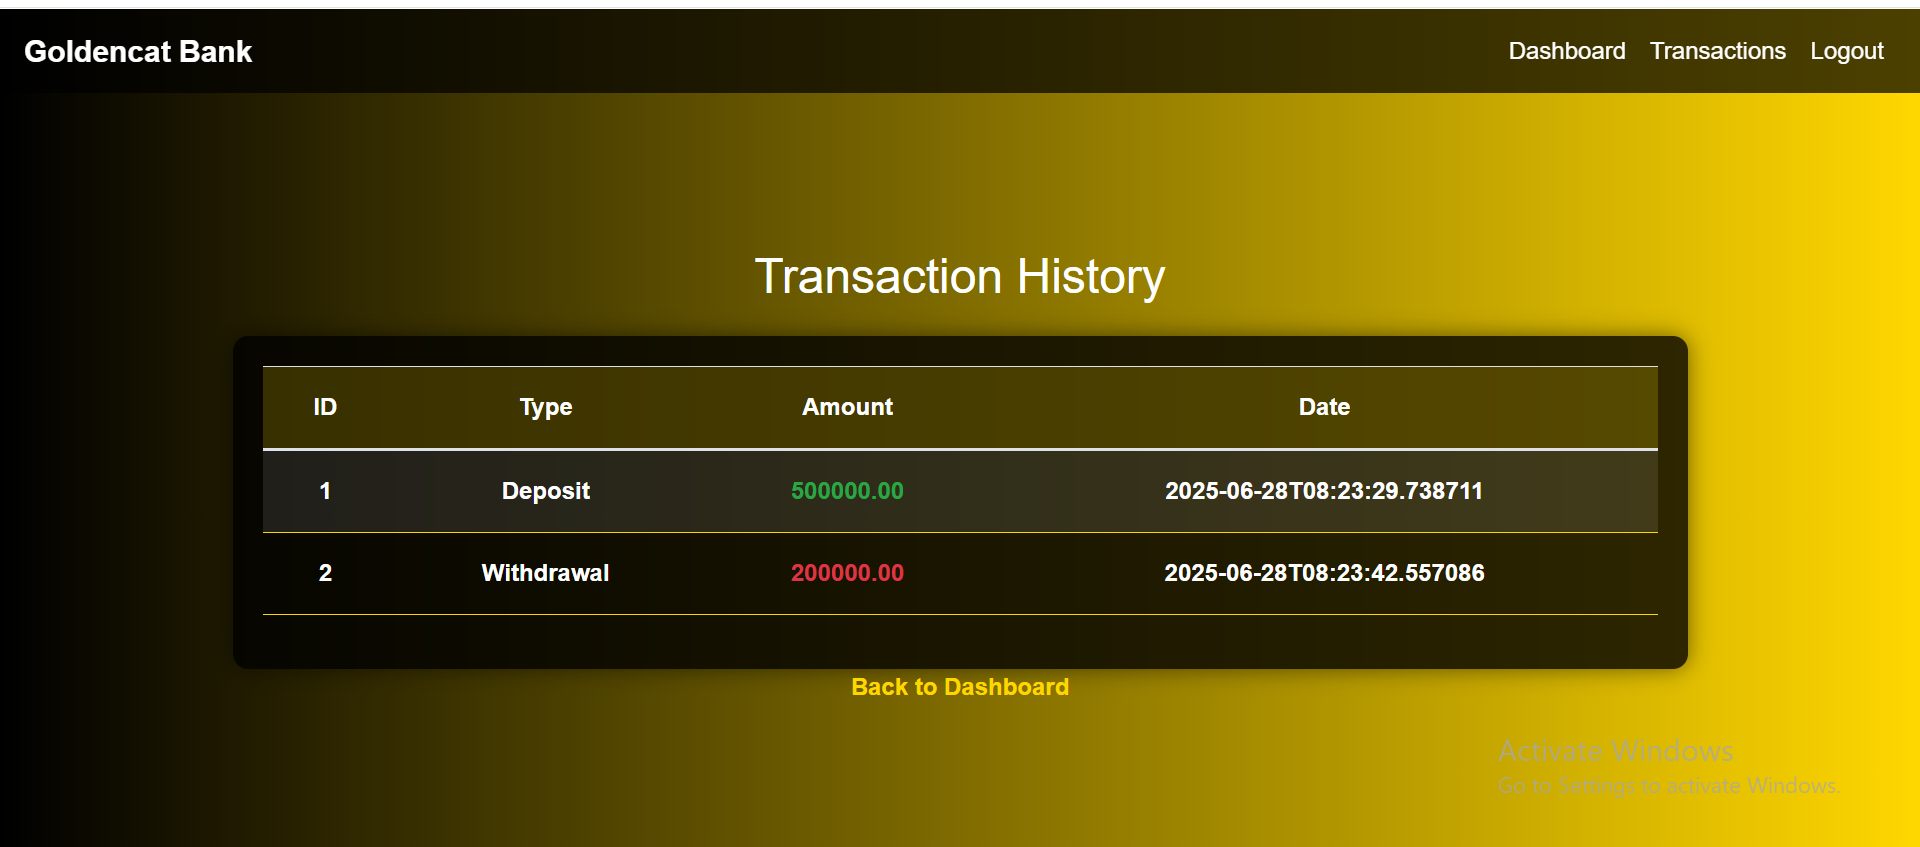 Goldencat Bank Dashboard Transactions Logout
Transaction History
ID Type Amount Date
1 Deposit 500000.00 2025-06-28T08:23:29.738711
2 Withdrawal 200000.00 2025-06-28T08:23:42.557086
Back to Dashboard
Activate Windows
Go to Settings to activate Windows.